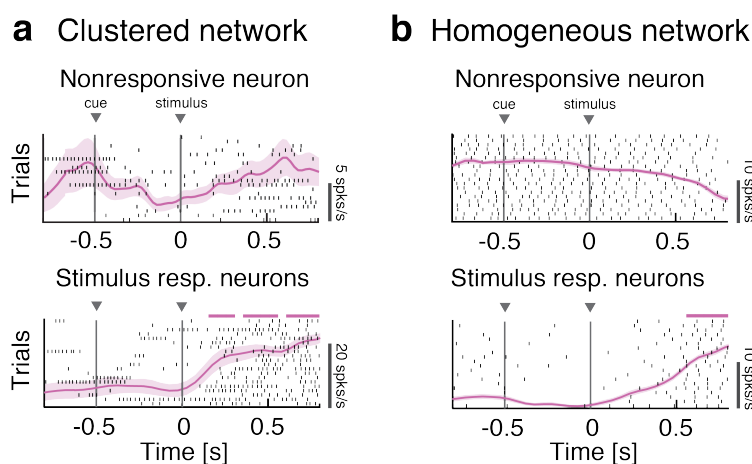 a Clustered network
b Homogeneous network
Nonresponsive neuron
cue stimulus
Trials
5 spks/s
-0.5 0 0.5
Nonresponsive neuron
cue stimulus
10 spks/s
-0.5 0 0.5
Stimulus resp. neurons
Trials
20 spks/s
-0.5 0 0.5
Time [s]
Stimulus resp. neurons
10 spks/s
-0.5 0 0.5
Time [s]